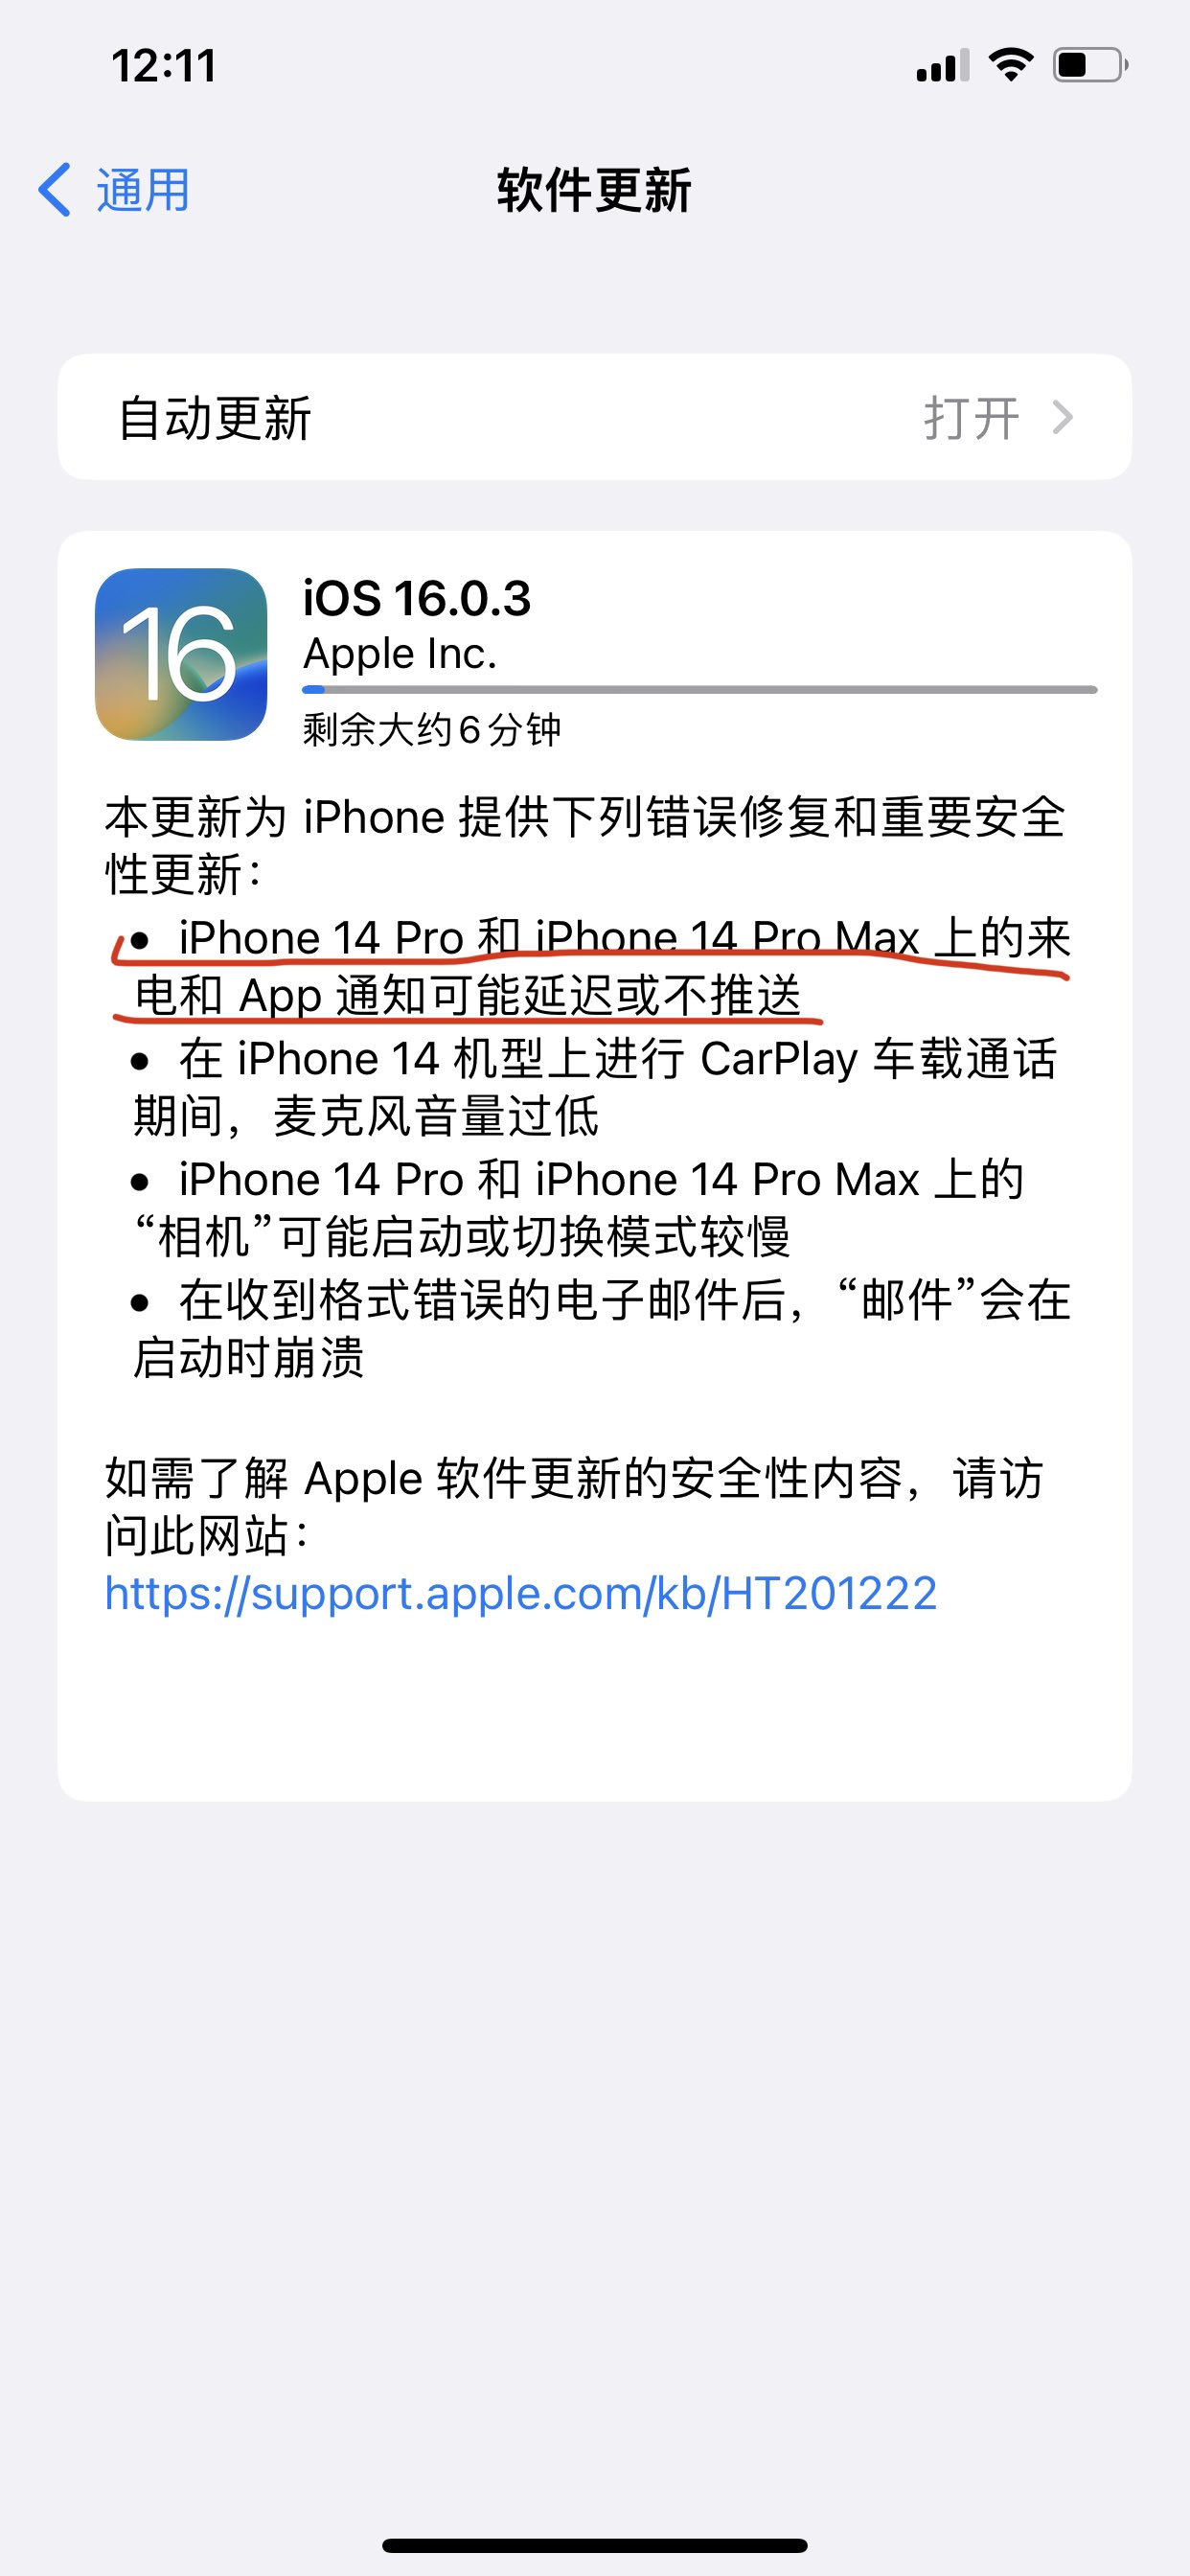 12:11
通用
软件更新
自动更新
打开
16
iOS 16.0.3
Apple Inc.
剩余大约 6 分钟
本更新为 iPhone 提供下列错误修复和重要安全
性更新：
• iPhone 14 Pro 和 iPhone 14 Pro Max 上的来
电和 App 通知可能延迟或不推送
• 在 iPhone 14 机型上进行 CarPlay 车载通话
期间，麦克风音量过低
• iPhone 14 Pro 和 iPhone 14 Pro Max 上的
“相机”可能启动或切换模式较慢
• 在收到格式错误的电子邮件后，“邮件”会在
启动时崩溃
如需了解 Apple 软件更新的安全性内容，请访
问此网站：
https://support.apple.com/kb/HT201222